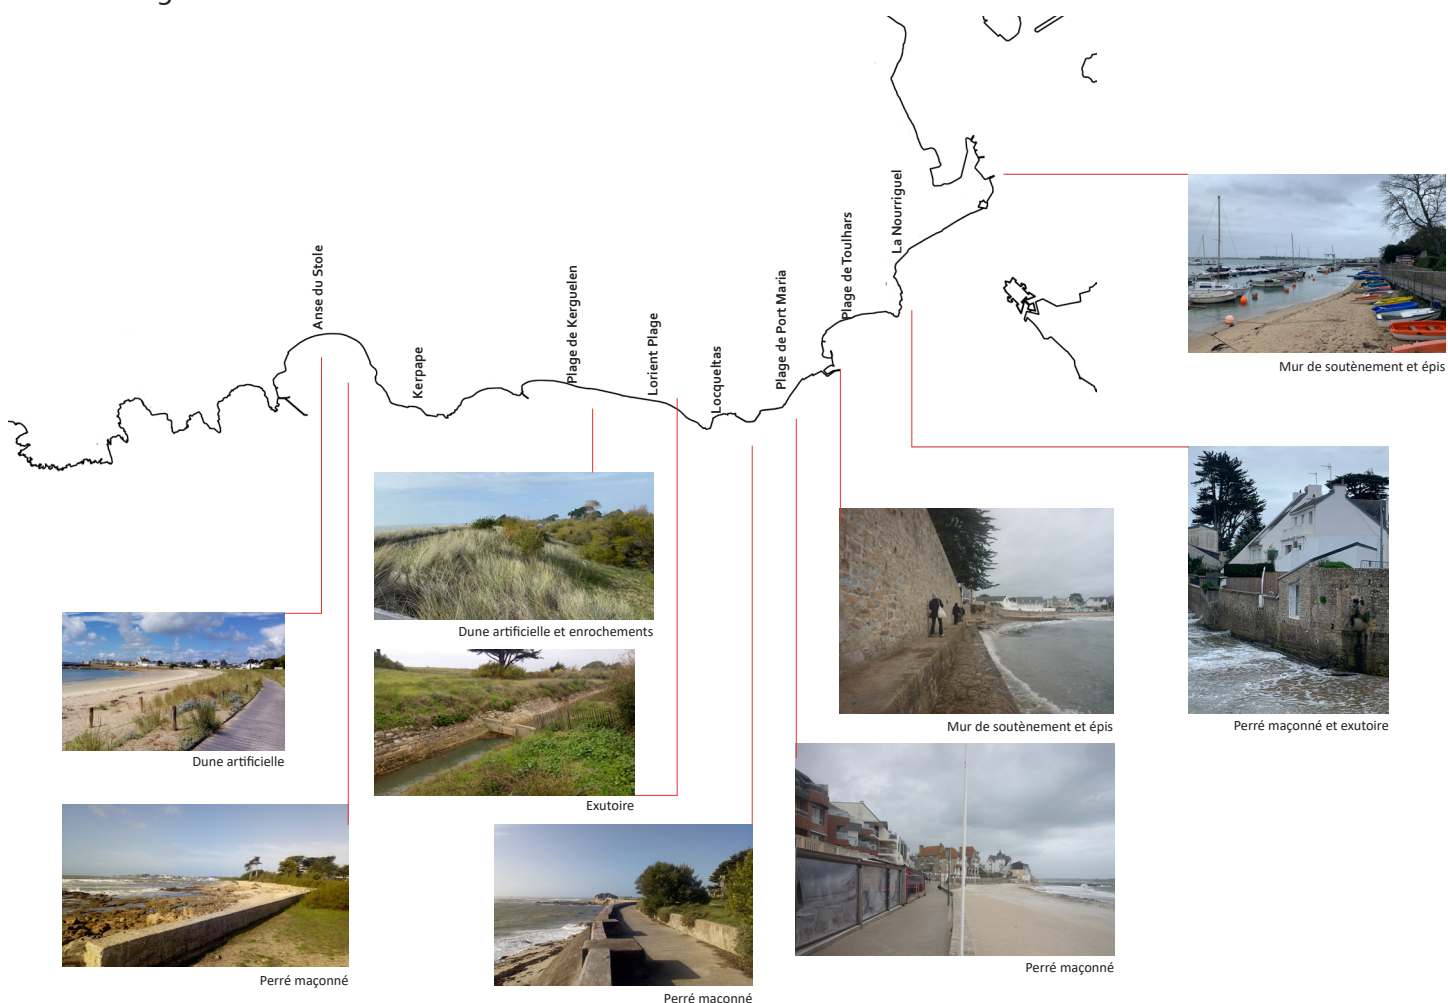 Anse du Stole
Kerpape
Plage de Kerguelen
Lorient Plage
Locqueltas
Plage de Port Maria
Plage de Toulhars
La Nourriguel
Mur de soutènement et épis
Dune artificielle et enrochements
Mur de soutènement et épis
Perré maçonné et exutoire
Dune artificielle
Exutoire
Perré maçonné
Perré maçonné
Perré maçonné